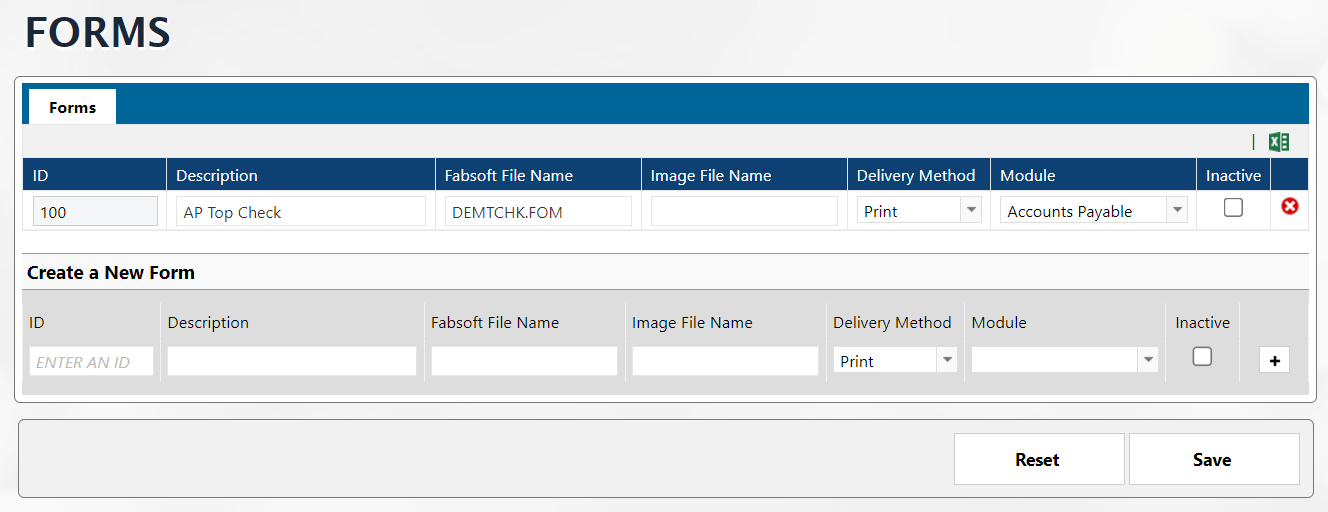 FORMS
Forms
|
ID Description Fabsoft File Name Image File Name Delivery Method Module Inactive
100 AP Top Check DEMTCHK.FOM Print Accounts Payable
Create a New Form
ID Description Fabsoft File Name Image File Name Delivery Method Module Inactive
ENTER AN ID Print +
Reset Save